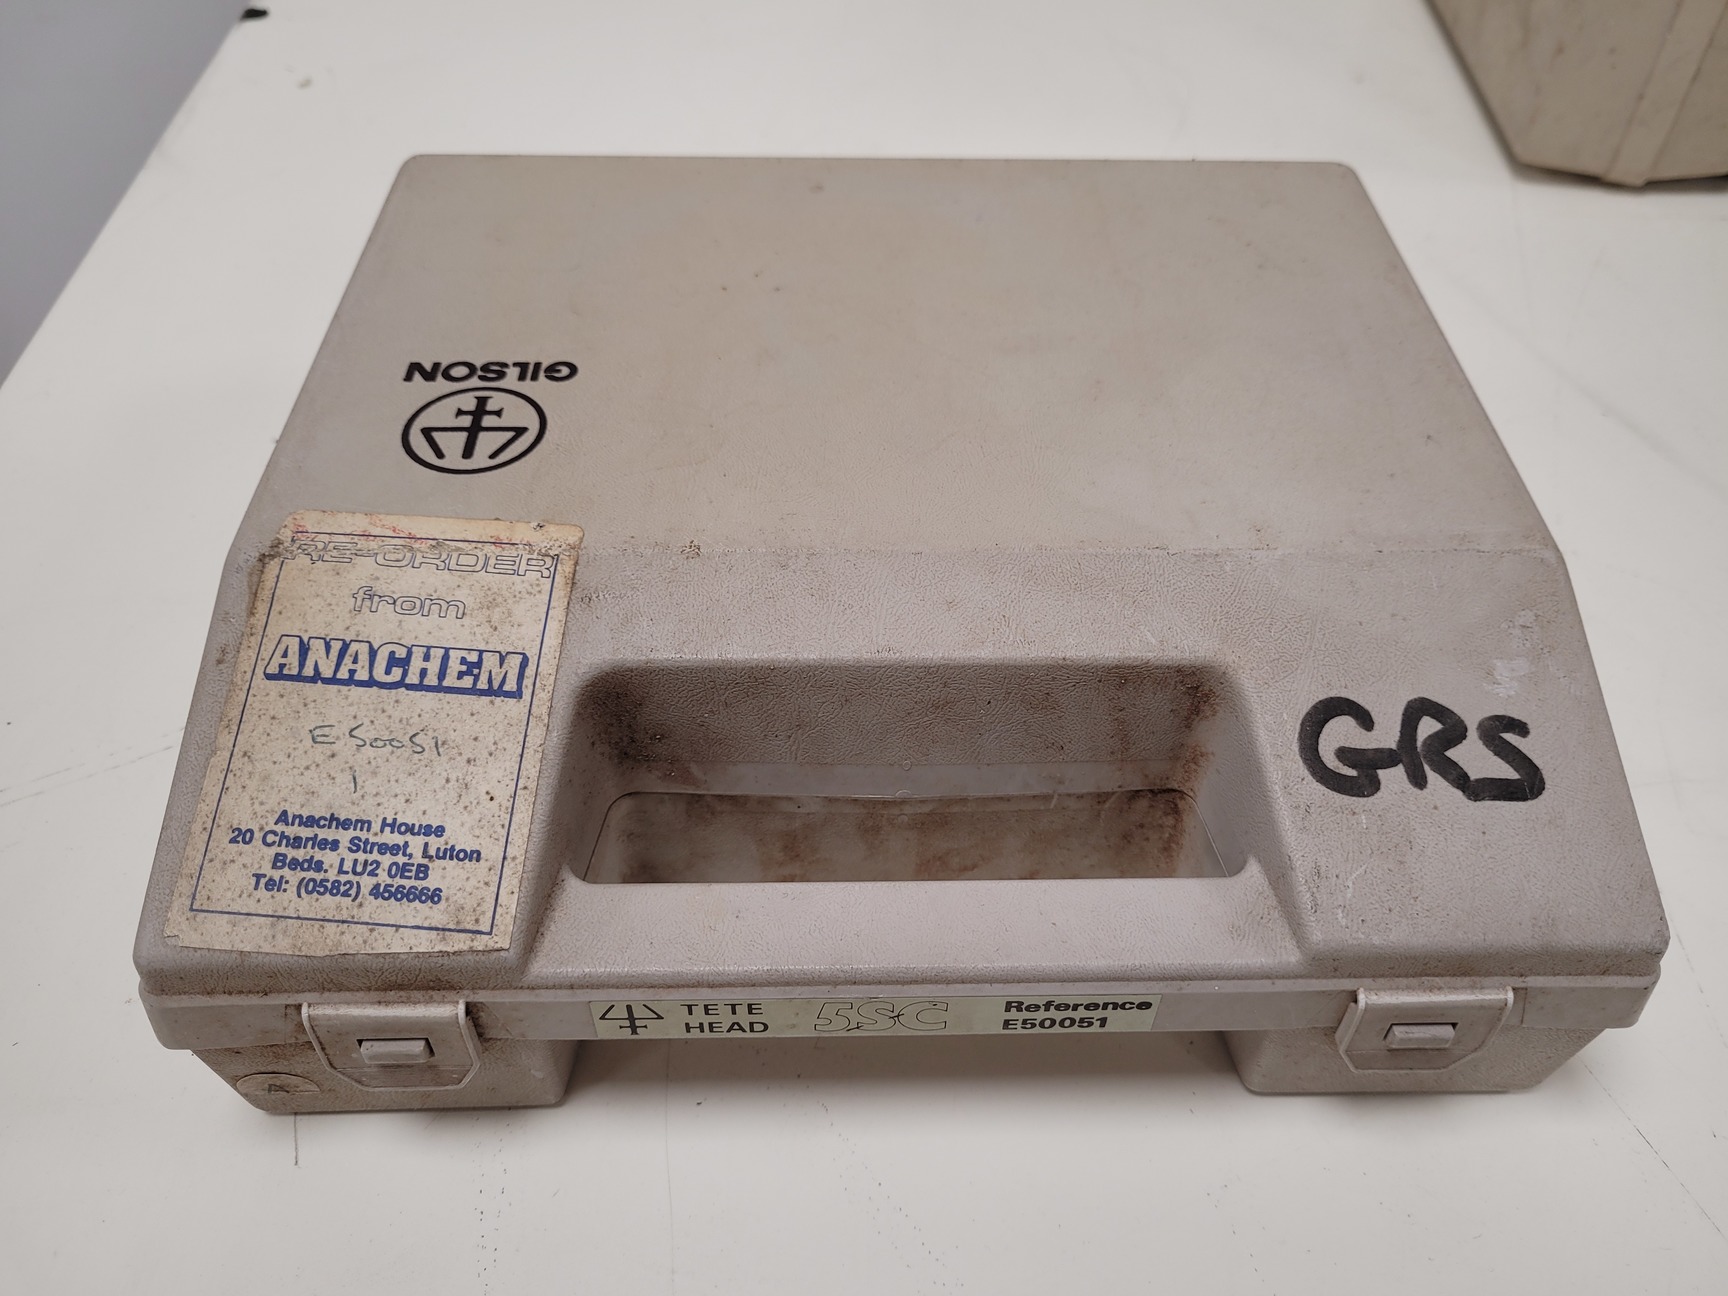 GILSON
RE-ORDER
from
ANACHEM
E50051
1
Anachem House
20 Charles Street, Luton
Beds. LU2 0EB
Tel: (0582) 456666
GRS
TETE
HEAD
5SC
Reference
E50051
A